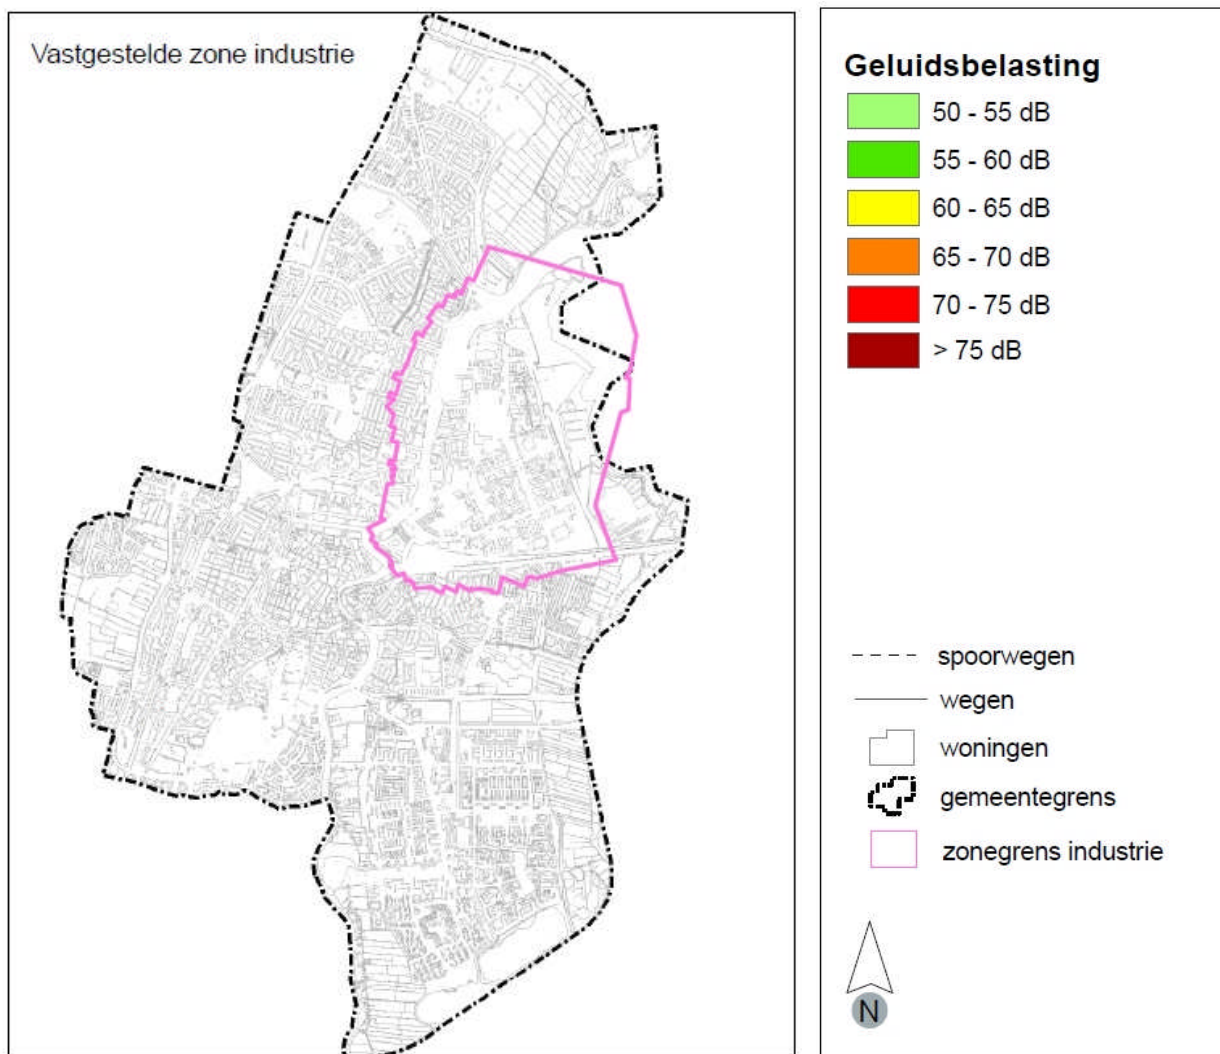 Vastgestelde zone industrie
Geluidsbelasting
50 - 55 dB
55 - 60 dB
60 - 65 dB
65 - 70 dB
70 - 75 dB
> 75 dB
spoorwegen
wegen
woningen
gemeentegrens
zonegrens industrie
N